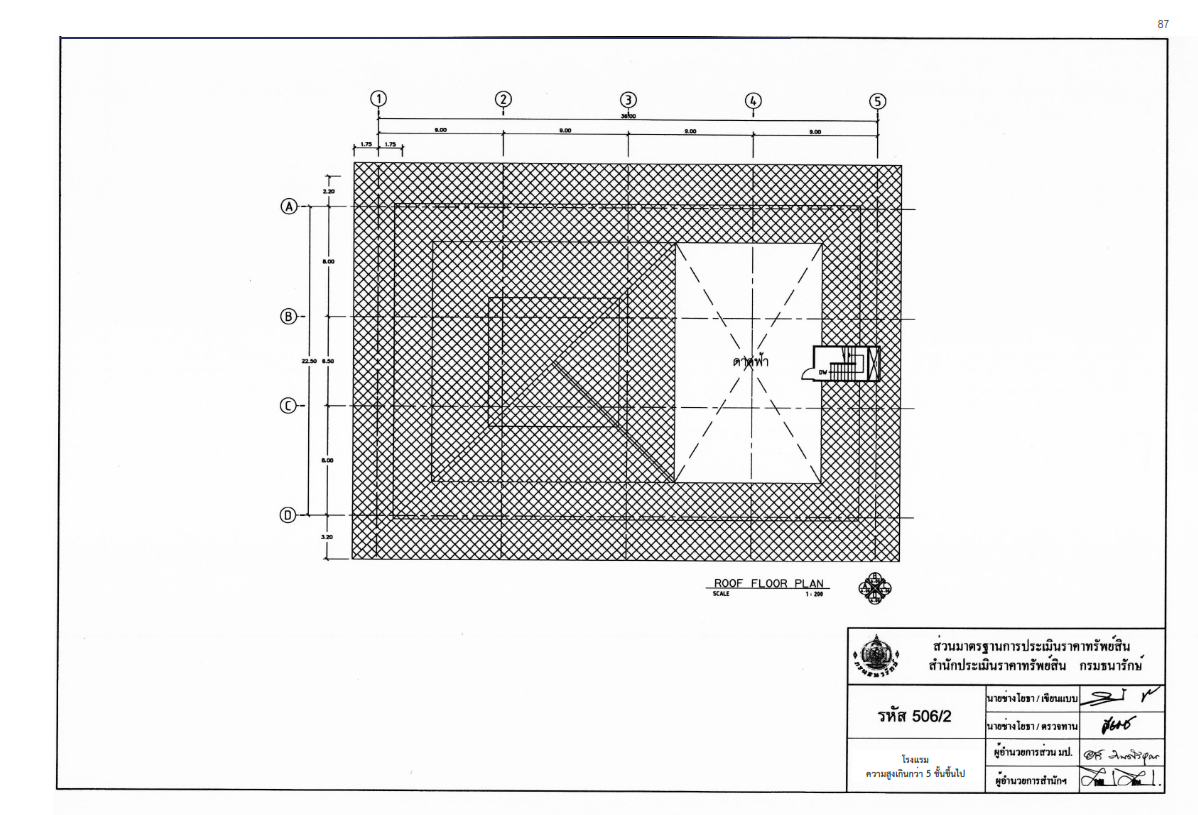 87
1 2 3 4 5
36.00
9.00 9.00 9.00 9.00
1.75 1.75
2.20
A
8.00
B
22.50 6.50
ดาดฟ้า
DW
C
8.00
D
3.20
ROOF FLOOR PLAN
SCALE 1 : 200
กรมธนารักษ์
ส่วนมาตรฐานการประเมินราคาทรัพย์สิน
สำนักประเมินราคาทรัพย์สิน กรมธนารักษ์
รหัส 506/2
นายช่างโยธา / เขียนแบบ
นายช่างโยธา / ตรวจทาน
โรงแรม
ความสูงเกินกว่า 5 ชั้นขึ้นไป
ผู้อำนวยการส่วน มป.
ผู้อำนวยการสำนักฯ